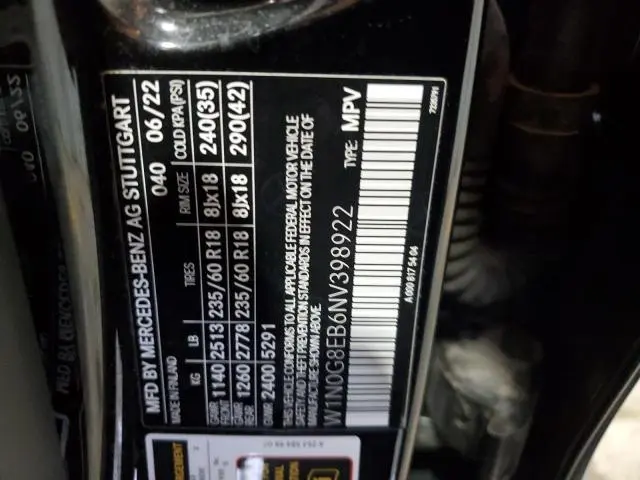 MFD BY MERCEDES-BENZ AG STUTTGART
MADE IN FINLAND 040 06/22
KG LB TIRES RIM SIZE COLD KPA(PSI)
GAWR FRONT 1140 2513 235/60 R18 8Jx18 240(35)
GAWR REAR 1260 2778 235/60 R18 8Jx18 290(42)
GVWR 2400 5291
THIS VEHICLE CONFORMS TO ALL APPLICABLE FEDERAL MOTOR VEHICLE
SAFETY AND THEFT PREVENTION STANDARDS IN EFFECT ON THE DATE OF
MANUFACTURE SHOWN ABOVE.
W1N0G8EB6NV398922 TYPE: MPV
A 000 817 54 04
7226791